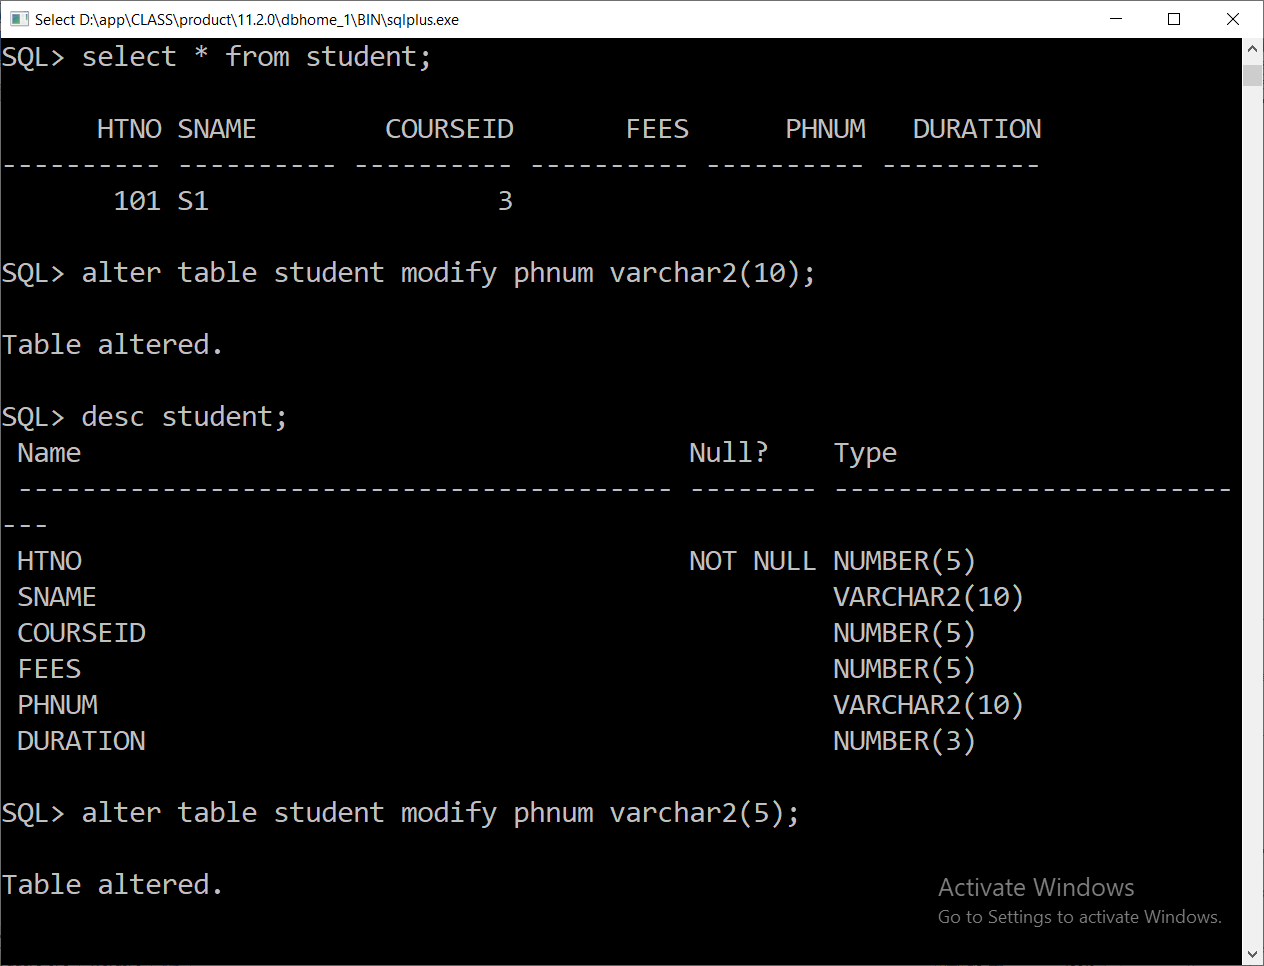 Select D:\app\CLASS\product\11.2.0\dbhome_1\BIN\sqlplus.exe
SQL> select * from student;
HTNO SNAME COURSEID FEES PHNUM DURATION
---------- ---------- ---------- ---------- ---------- ----------
101 S1 3
SQL> alter table student modify phnum varchar2(10);
Table altered.
SQL> desc student;
Name Null? Type
----------------------------------------- -------- -------------------------
---
HTNO NOT NULL NUMBER(5)
SNAME VARCHAR2(10)
COURSEID NUMBER(5)
FEES NUMBER(5)
PHNUM VARCHAR2(10)
DURATION NUMBER(3)
SQL> alter table student modify phnum varchar2(5);
Table altered.
Activate Windows
Go to Settings to activate Windows.